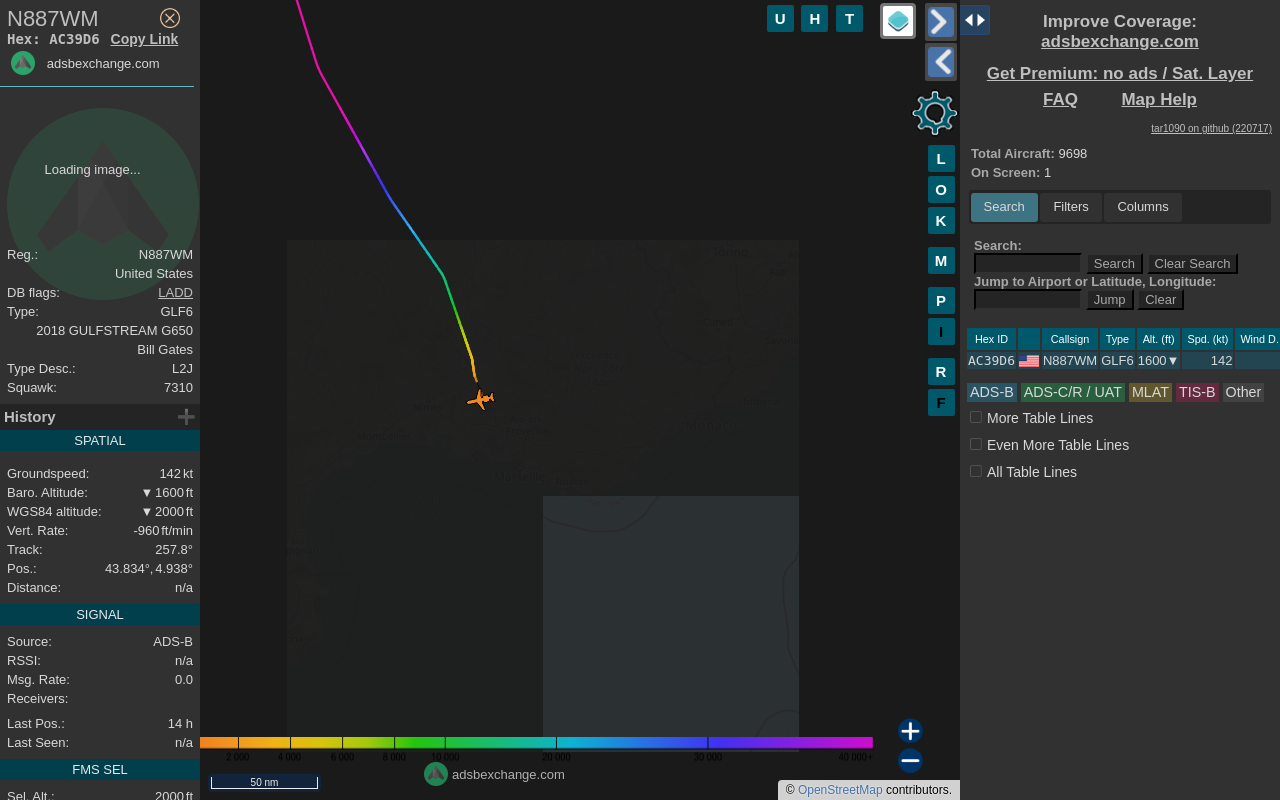 N887WM
Hex: AC39D6 Copy Link
adsbexchange.com
Loading image...
Reg.: N887WM
United States
DB flags: LADD
Type: GLF6
2018 GULFSTREAM G650
Bill Gates
Type Desc.: L2J
Squawk: 7310
History
SPATIAL
Groundspeed: 142 kt
Baro. Altitude: ▼ 1600 ft
WGS84 altitude: ▼ 2000 ft
Vert. Rate: -960 ft/min
Track: 257.8°
Pos.: 43.834°, 4.938°
Distance: n/a
SIGNAL
Source: ADS-B
RSSI: n/a
Msg. Rate: 0.0
Receivers:
Last Pos.: 14 h
Last Seen: n/a
FMS SEL
Sel. Alt.: 2000 ft
U H T
L
O
K
M
P
I
R
F
2 000 4 000 6 000 8 000 10 000 20 000 30 000 40 000+
50 nm
adsbexchange.com
© OpenStreetMap contributors.
Improve Coverage:
adsbexchange.com
Get Premium: no ads / Sat. Layer
FAQ Map Help
tar1090 on github (220717)
Total Aircraft: 9698
On Screen: 1
Search Filters Columns
Search:
Search Clear Search
Jump to Airport or Latitude, Longitude:
Jump Clear
Hex ID Callsign Type Alt. (ft) Spd. (kt) Wind D.
AC39D6 N887WM GLF6 1600▼ 142
ADS-B ADS-C/R / UAT MLAT TIS-B Other
More Table Lines
Even More Table Lines
All Table Lines